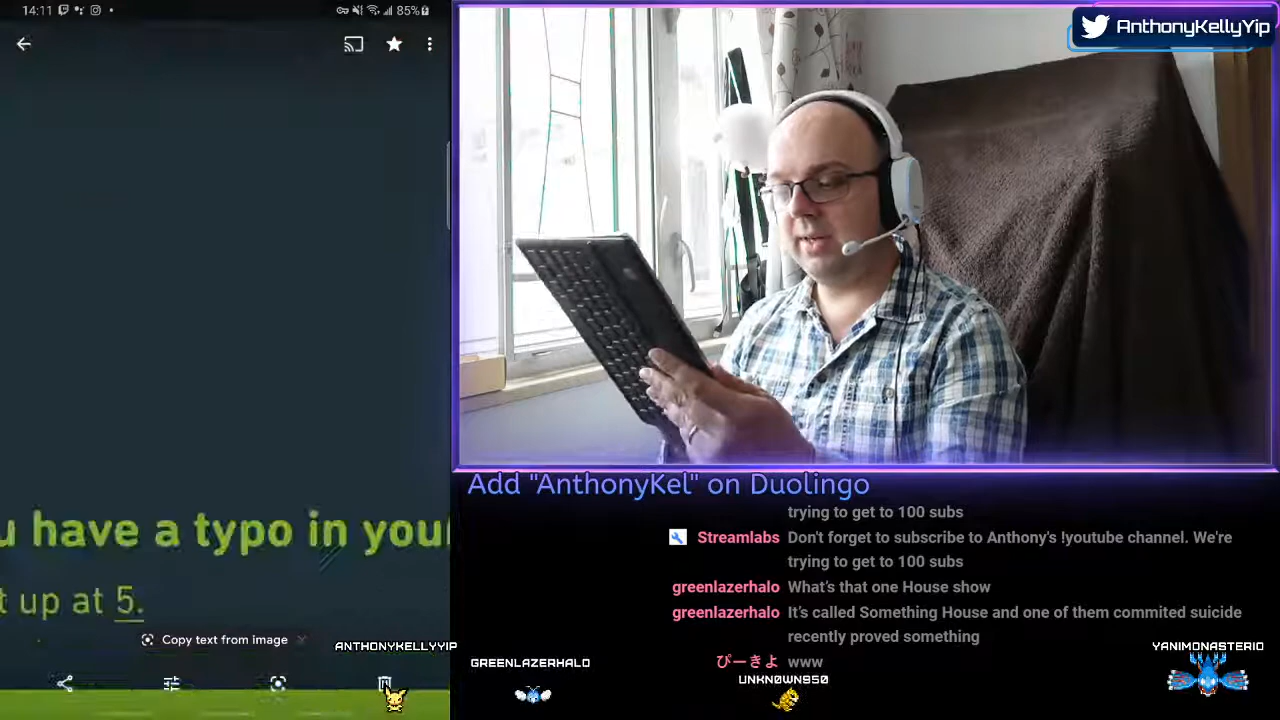 14:11
85%
u have a typo in you
t up at 5.
Copy text from image
ANTHONYKELLYYIP
AnthonyKellyYip
Add "AnthonyKel" on Duolingo
trying to get to 100 subs
Streamlabs Don't forget to subscribe to Anthony's !youtube channel. We're
trying to get to 100 subs
greenlazerhalo What's that one House show
greenlazerhalo It's called Something House and one of them commited suicide
recently proved something
ぴーきよ www
GREENLAZERHALO
UNKN0WN950
YANIMONASTERIO